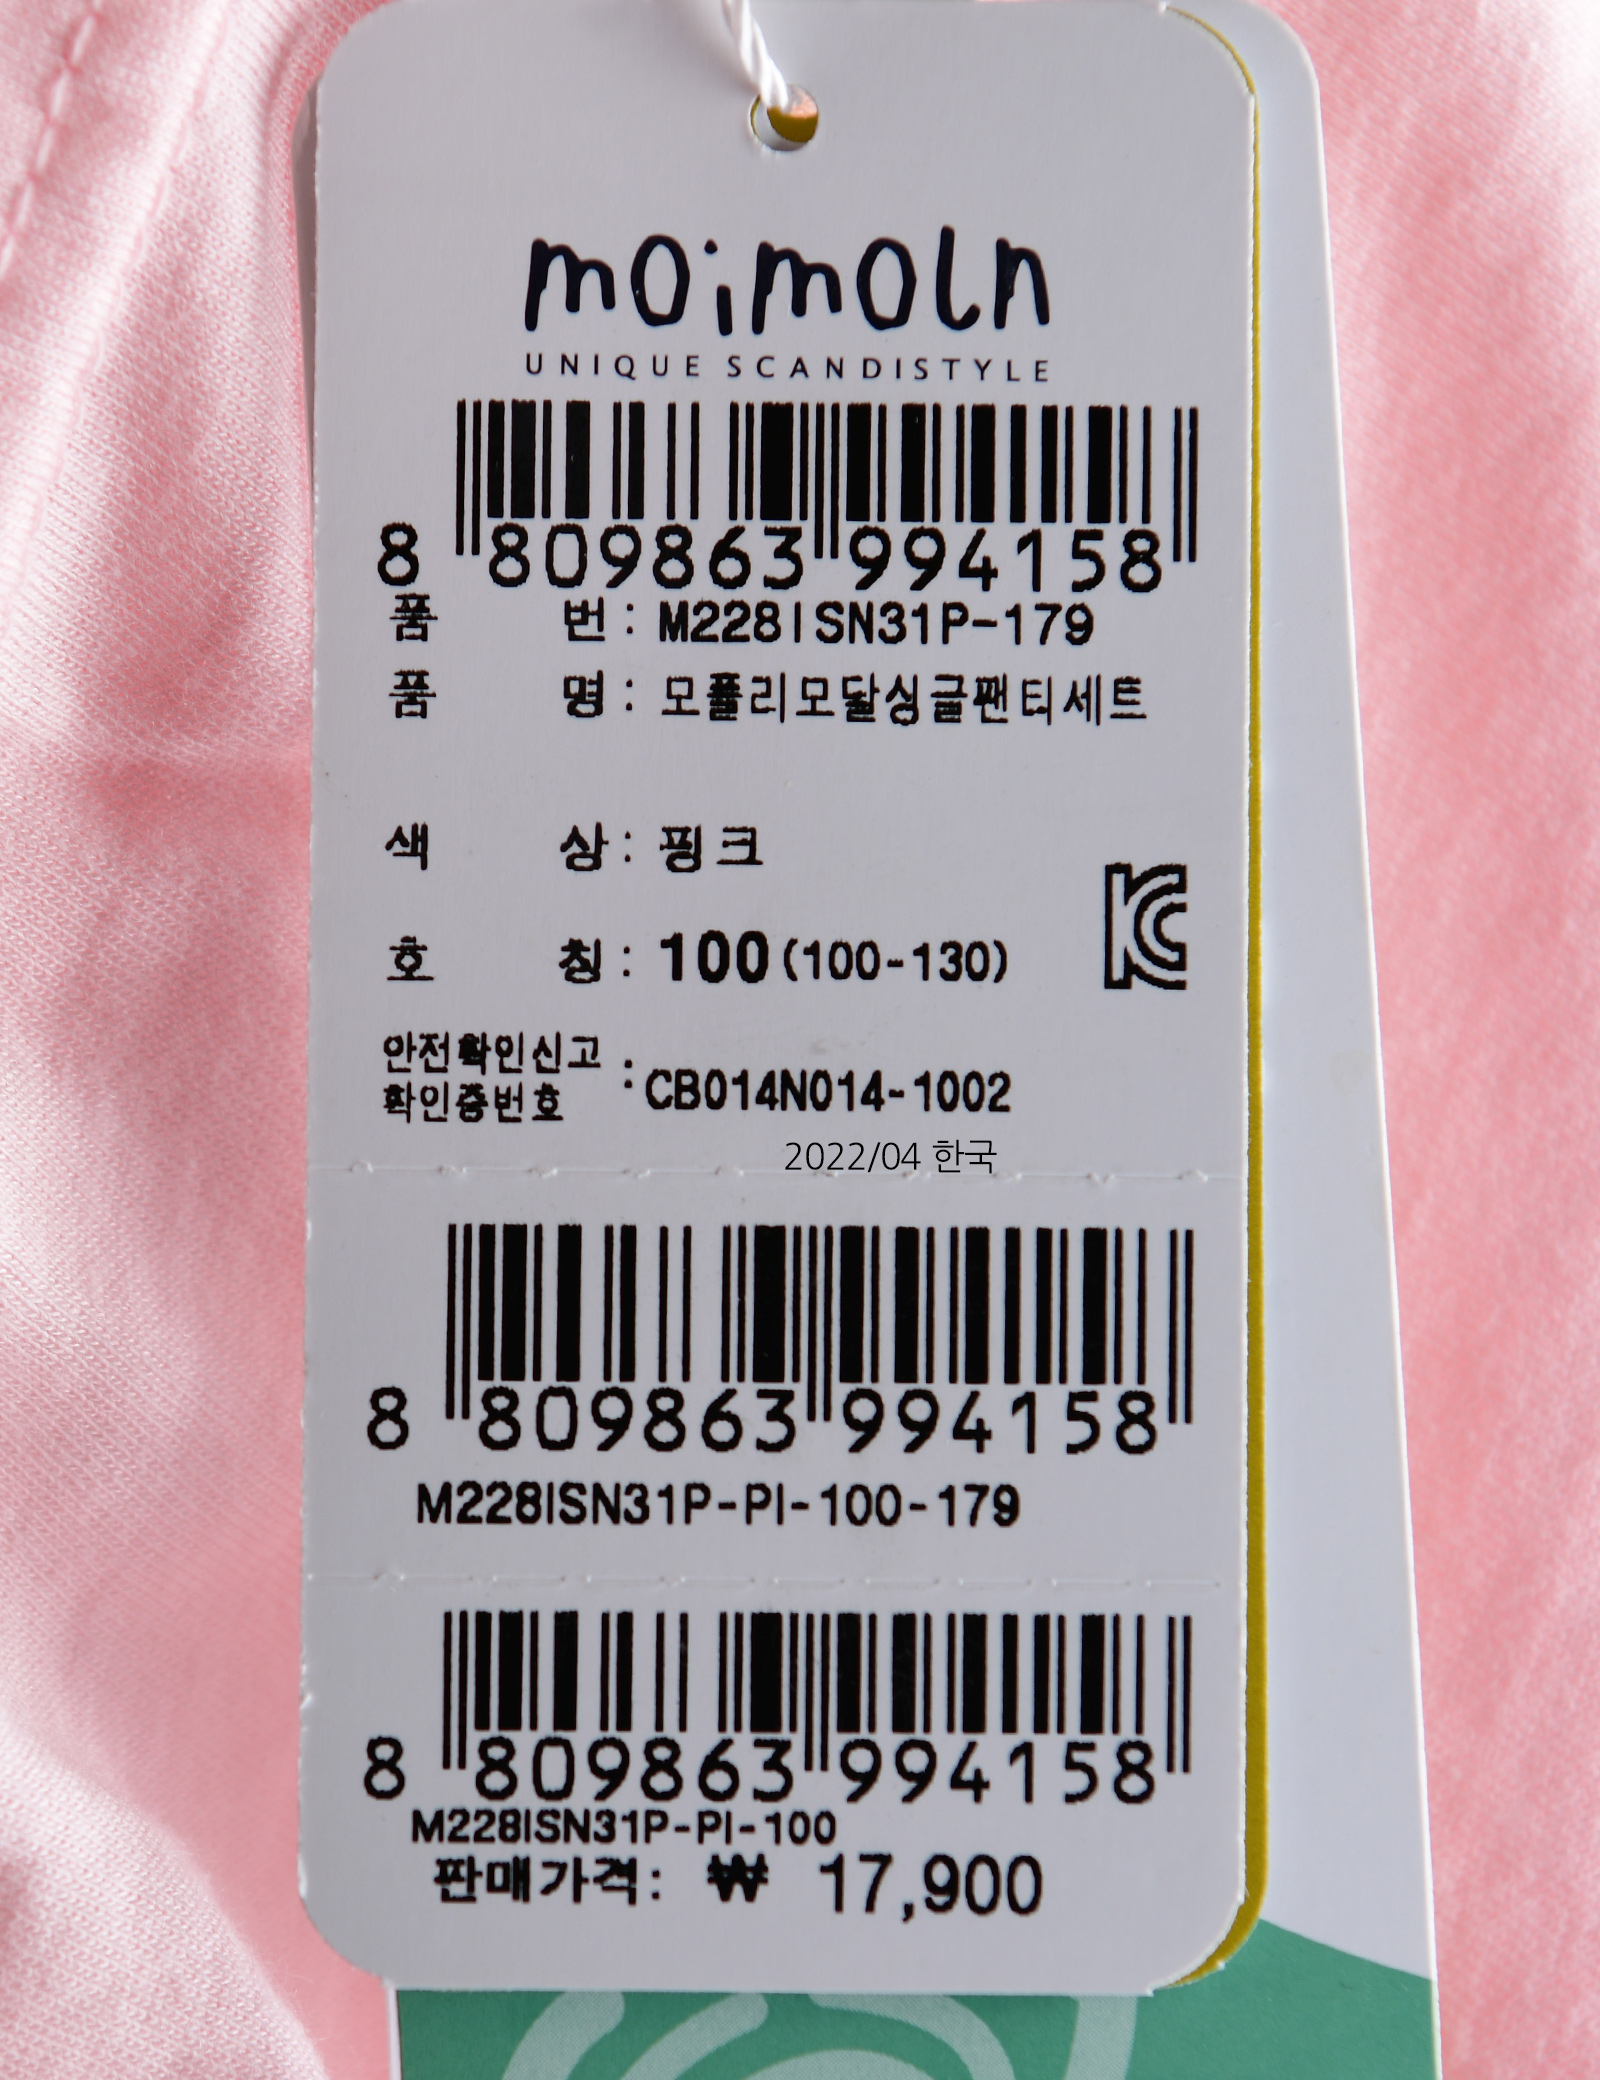 moimoln
UNIQUE SCANDISTYLE
8 809863 994158
품 번 : M228ISN31P-179
품 명 : 모플리모달싱글팬티세트
색 상 : 핑크
호 칭 : 100(100-130)
안전확인신고
확인증번호 : CB014N014-1002
2022/04 한국
8 809863 994158
M228ISN31P-PI-100-179
8 809863 994158
M228ISN31P-PI-100
판매가격: ₩ 17,900